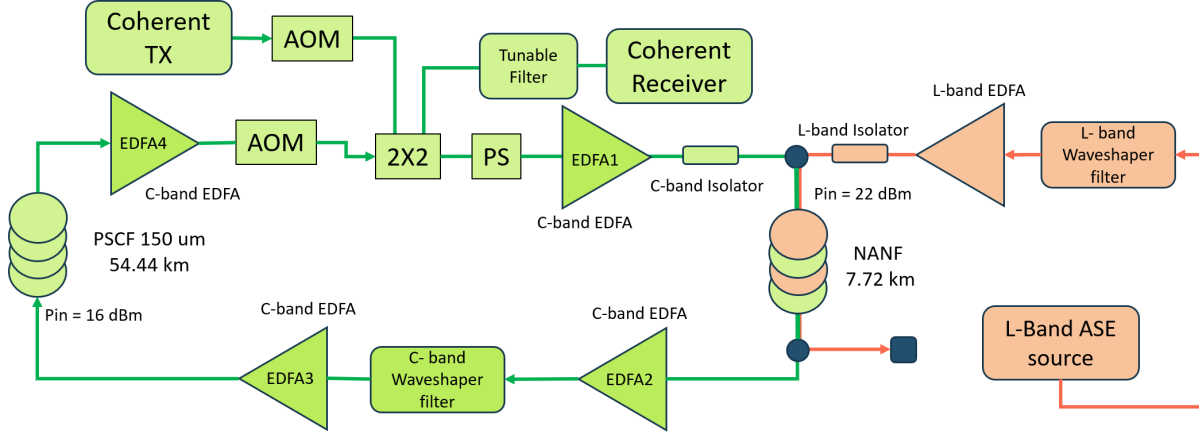 Coherent
TX
AOM
Tunable
Filter
Coherent
Receiver
L-band EDFA
EDFA4
C-band EDFA
AOM
2X2
PS
EDFA1
C-band EDFA
C-band Isolator
L-band Isolator
L- band
Waveshaper
filter
Pin = 22 dBm
NANF
7.72 km
PSCF 150 um
54.44 km
Pin = 16 dBm
C-band EDFA
EDFA3
C- band
Waveshaper
filter
C-band EDFA
EDFA2
L-Band ASE
source